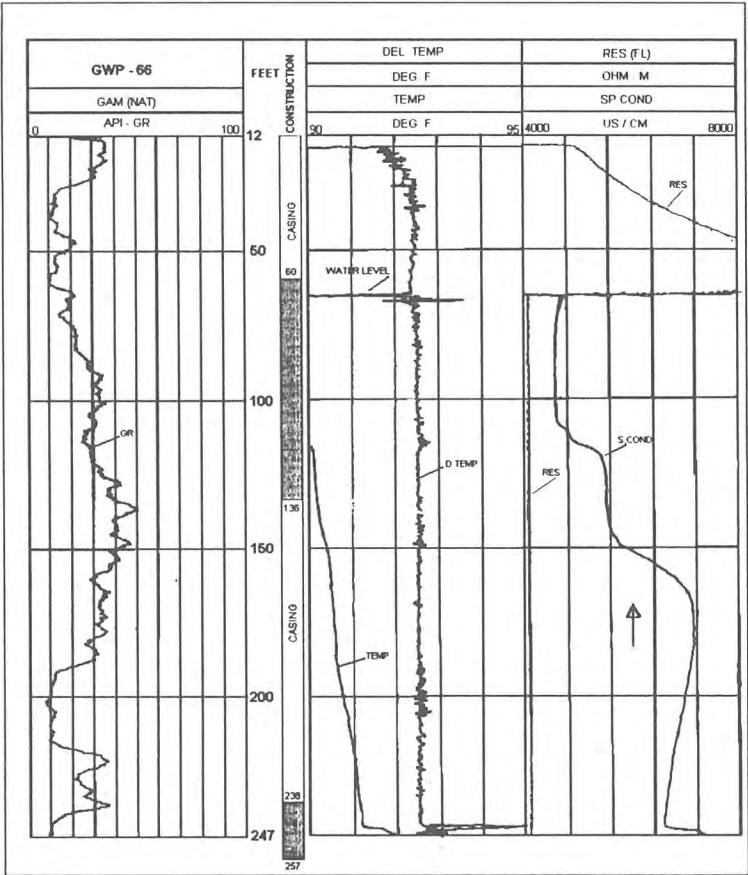 GWP - 66
GAM (NAT)
API - GR
0 100
FEET
CONSTRUCTION
DEL TEMP
DEG F
TEMP
DEG F
90 95
RES (FL)
OHM - M
SP COND
US / CM
4000 8000
12
CASING
RES
50
60
WATER LEVEL
100
GR
S COND
D TEMP
RES
136
150
CASING
TEMP
200
238
247
257